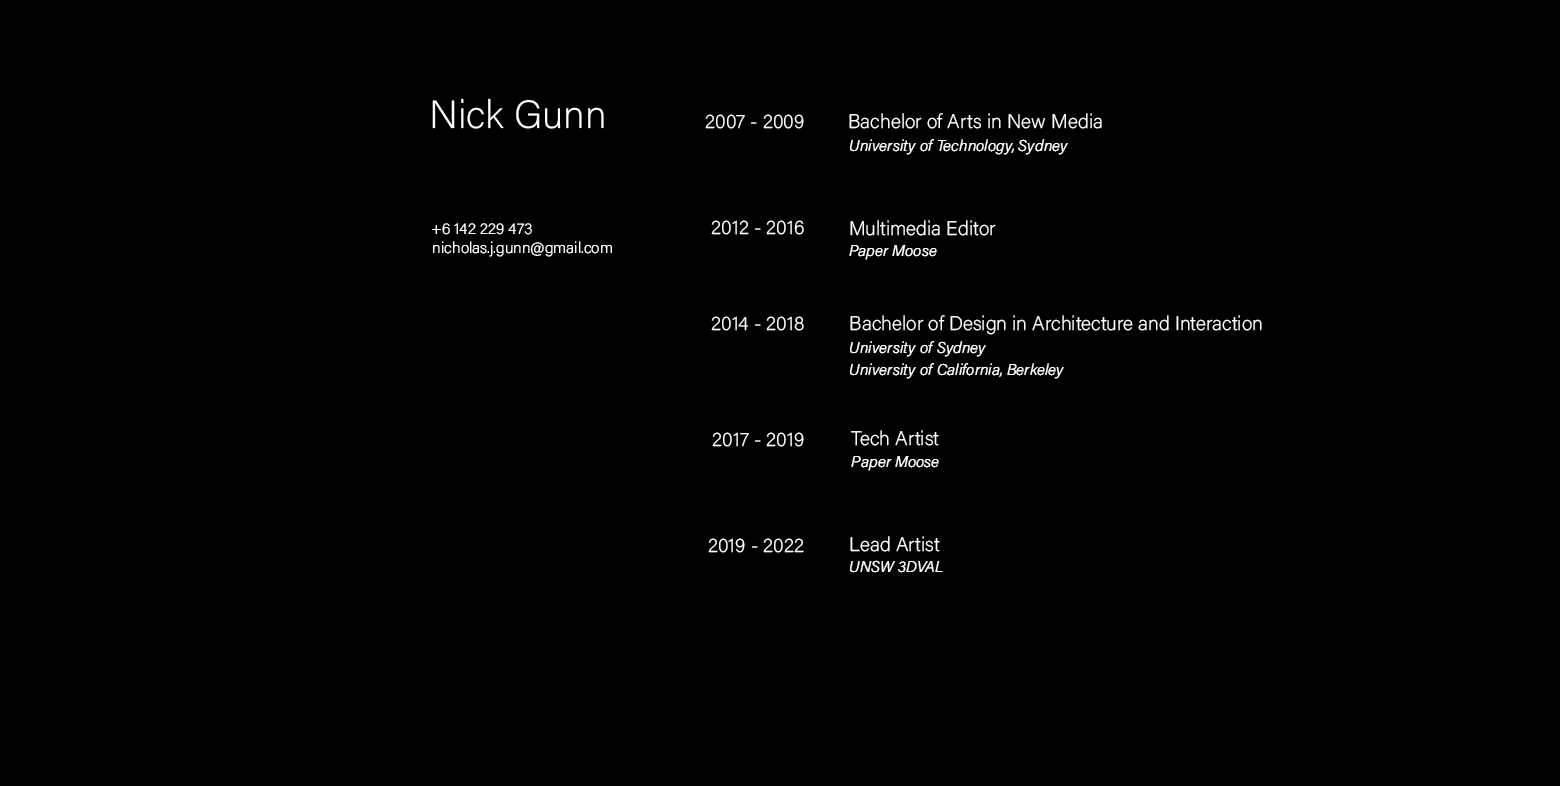 Nick Gunn
+6 142 229 473
nicholas.j.gunn@gmail.com
2007 - 2009 Bachelor of Arts in New Media
University of Technology, Sydney
2012 - 2016 Multimedia Editor
Paper Moose
2014 - 2018 Bachelor of Design in Architecture and Interaction
University of Sydney
University of California, Berkeley
2017 - 2019 Tech Artist
Paper Moose
2019 - 2022 Lead Artist
UNSW 3DVAL